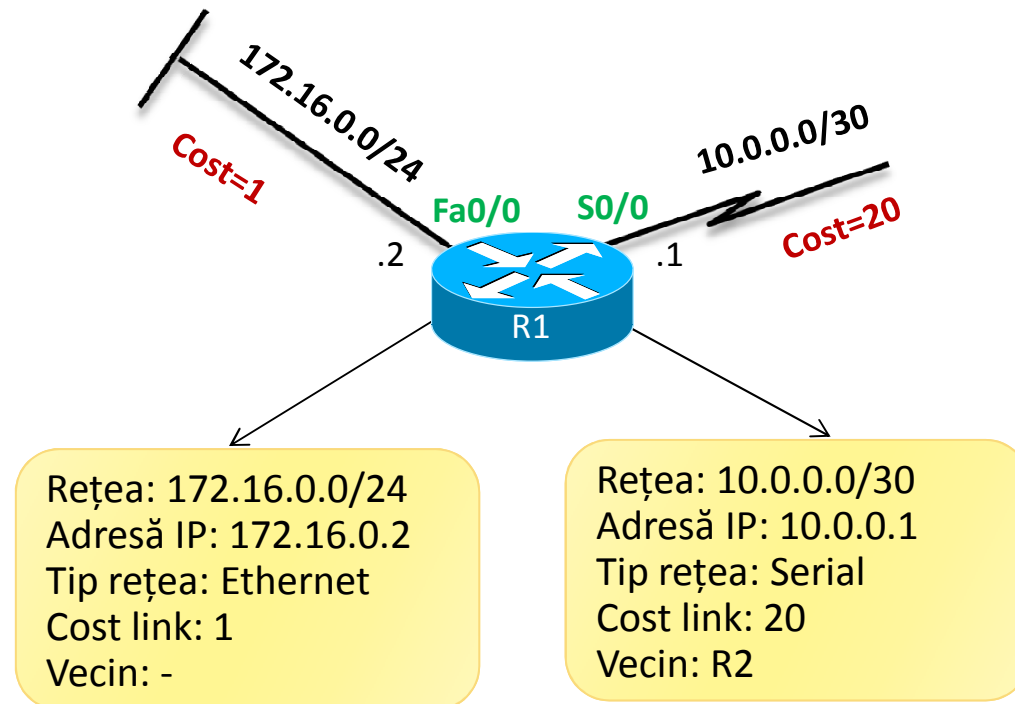 172.16.0.0/24
Cost=1
10.0.0.0/30
Cost=20
Fa0/0
S0/0
.2
.1
R1
Rețea: 172.16.0.0/24
Adresă IP: 172.16.0.2
Tip rețea: Ethernet
Cost link: 1
Vecin: -
Rețea: 10.0.0.0/30
Adresă IP: 10.0.0.1
Tip rețea: Serial
Cost link: 20
Vecin: R2